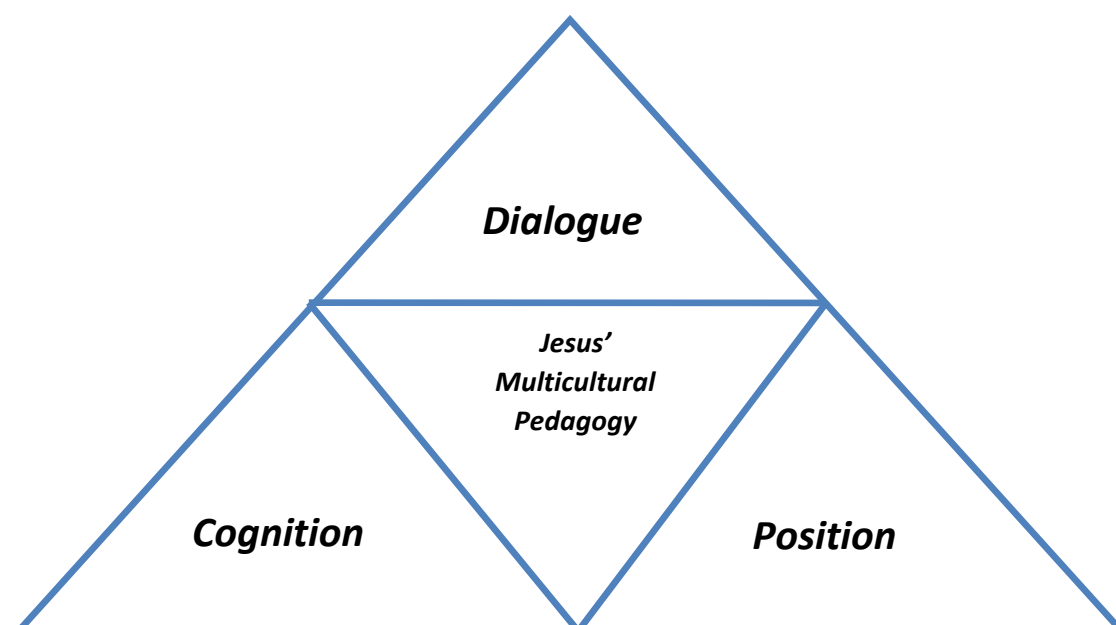 Dialogue
Jesus’
Multicultural
Pedagogy
Cognition
Position